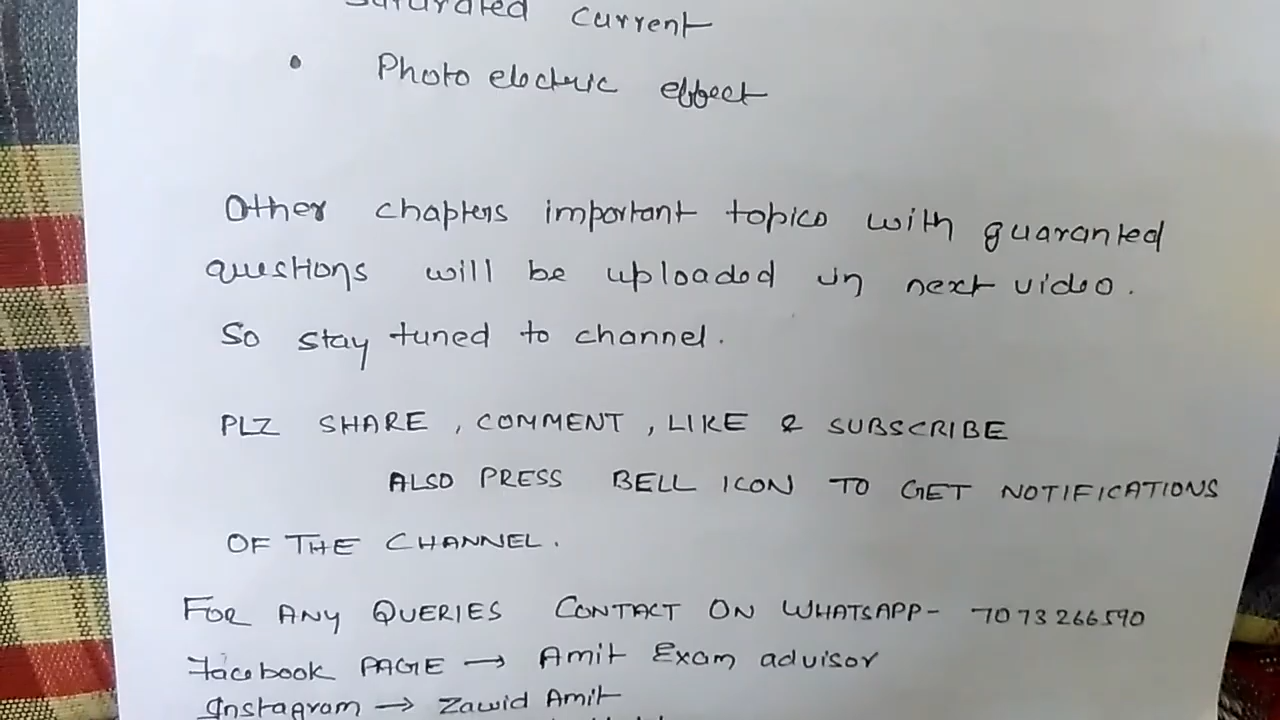 Saturated current
• Photo electric effect
Other chapters important topics with guaranted
questions will be uploaded in next video.
So stay tuned to channel.
PLZ SHARE, COMMENT, LIKE & SUBSCRIBE
ALSO PRESS BELL ICON TO GET NOTIFICATIONS
OF THE CHANNEL.
FOR ANY QUERIES CONTACT ON WHATSAPP- 7073266590
Facebook PAGE → Amit Exam advisor
Instagram → Zawid Amit